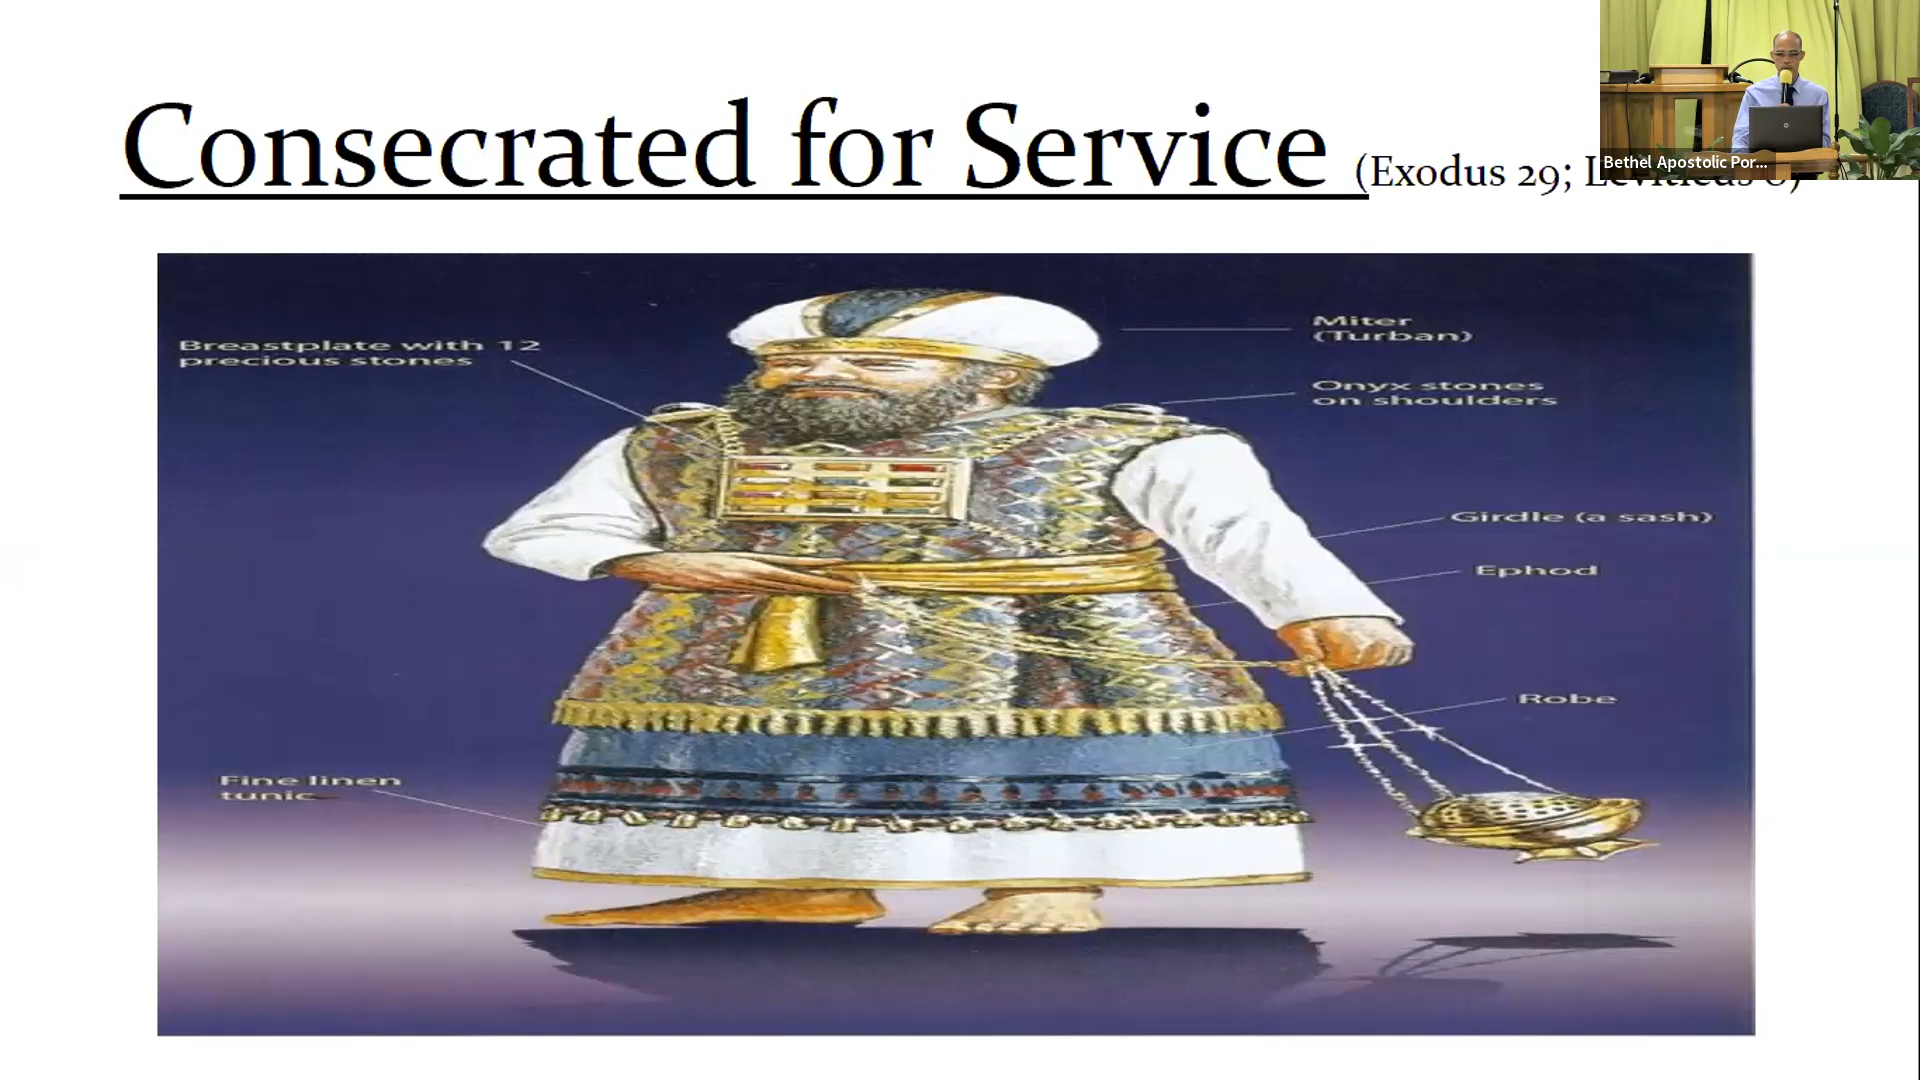 Consecrated for Service (Exodus 29;
Bethel Apostolic Por...
Breastplate with 12
precious stones
Miter
(Turban)
Onyx stones
on shoulders
Girdle (a sash)
Ephod
Robe
Fine linen
tunic